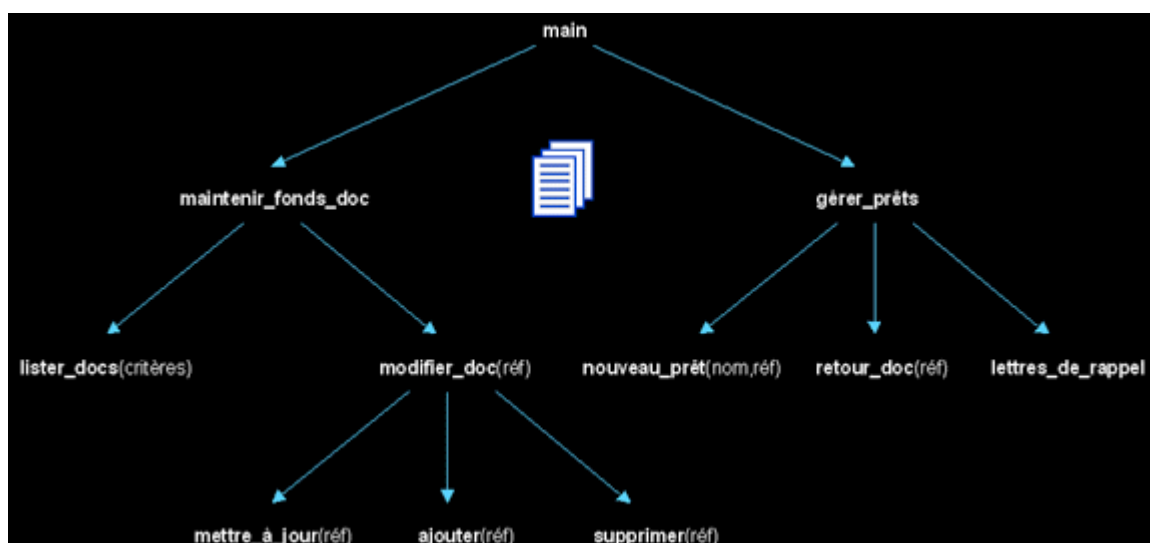 main
maintenir_fonds_doc
gérer_prêts
lister_docs(critères)
modifier_doc(réf)
nouveau_prêt(nom,réf)
retour_doc(réf)
lettres_de_rappel
mettre_à_jour(réf)
ajouter(réf)
supprimer(réf)